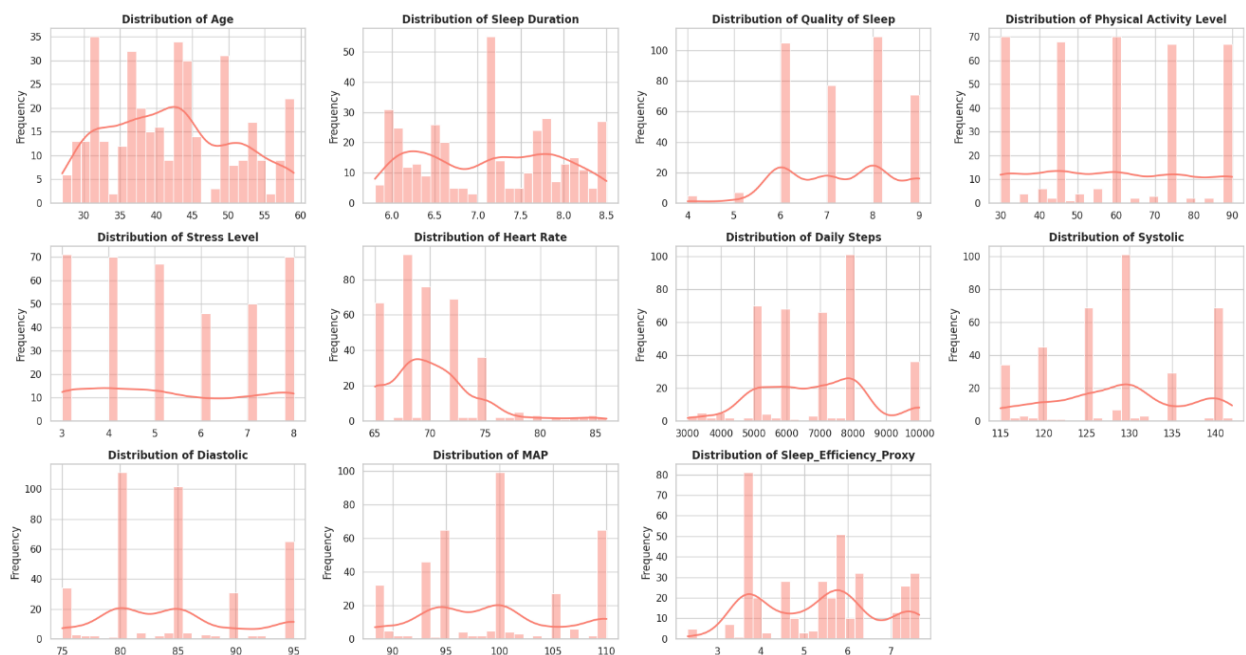 Distribution of Age
Frequency
35
30
25
20
15
10
5
0
30 35 40 45 50 55 60
Distribution of Sleep Duration
Frequency
50
40
30
20
10
0
6.0 6.5 7.0 7.5 8.0 8.5
Distribution of Quality of Sleep
Frequency
100
80
60
40
20
0
4 5 6 7 8 9
Distribution of Physical Activity Level
Frequency
70
60
50
40
30
20
10
0
30 40 50 60 70 80 90
Distribution of Stress Level
Frequency
70
60
50
40
30
20
10
0
3 4 5 6 7 8
Distribution of Heart Rate
Frequency
80
60
40
20
0
65 70 75 80 85
Distribution of Daily Steps
Frequency
100
80
60
40
20
0
3000 4000 5000 6000 7000 8000 9000 10000
Distribution of Systolic
Frequency
100
80
60
40
20
0
115 120 125 130 135 140
Distribution of Diastolic
Frequency
100
80
60
40
20
0
75 80 85 90 95
Distribution of MAP
Frequency
100
80
60
40
20
0
90 95 100 105 110
Distribution of Sleep_Efficiency_Proxy
Frequency
80
70
60
50
40
30
20
10
0
3 4 5 6 7